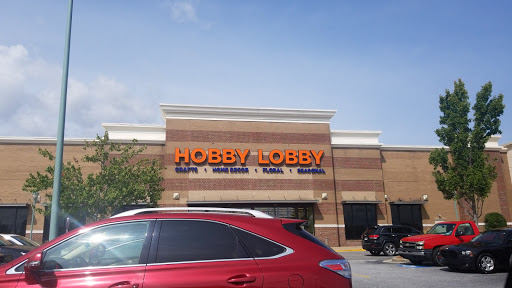 HOBBY LOBBY
CRAFTS • HOME DECOR • FLORAL • SEASONAL